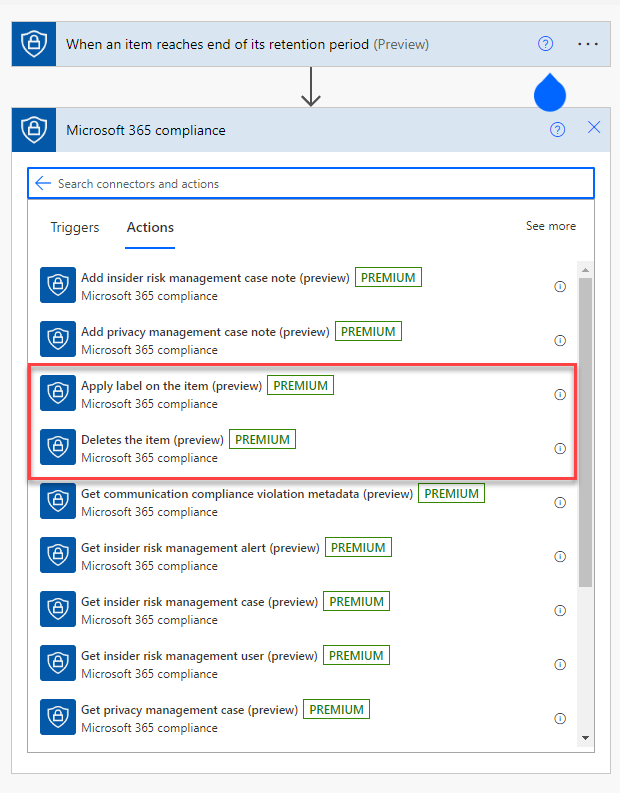 When an item reaches end of its retention period (Preview)
Microsoft 365 compliance
Search connectors and actions
Triggers Actions See more
Add insider risk management case note (preview) PREMIUM
Microsoft 365 compliance
Add privacy management case note (preview) PREMIUM
Microsoft 365 compliance
Apply label on the item (preview) PREMIUM
Microsoft 365 compliance
Deletes the item (preview) PREMIUM
Microsoft 365 compliance
Get communication compliance violation metadata (preview) PREMIUM
Microsoft 365 compliance
Get insider risk management alert (preview) PREMIUM
Microsoft 365 compliance
Get insider risk management case (preview) PREMIUM
Microsoft 365 compliance
Get insider risk management user (preview) PREMIUM
Microsoft 365 compliance
Get privacy management case (preview) PREMIUM
Microsoft 365 compliance